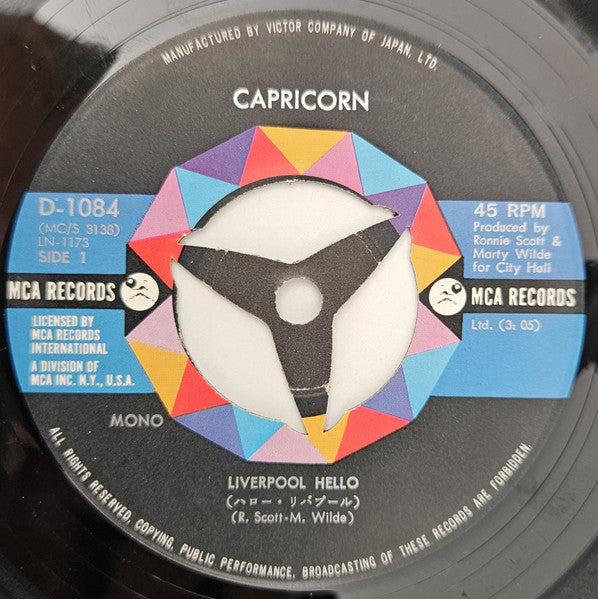 MANUFACTURED BY VICTOR COMPANY OF JAPAN, LTD.
CAPRICORN
D-1084
(MC/S 3138)
LN-1173
SIDE 1
45 RPM
Produced by
Ronnie Scott &
Marty Wilde
for City Hall
MCA RECORDS
MCA RECORDS
LICENSED BY
MCA RECORDS
INTERNATIONAL
A DIVISION OF
MCA INC. N.Y., U.S.A.
Ltd. (3: 05)
MONO
LIVERPOOL HELLO
(ハロー・リバプール)
(R. Scott-M. Wilde)
ALL RIGHTS RESERVED, COPYING, PUBLIC PERFORMANCE, BROADCASTING OF THESE RECORDS ARE FORBIDDEN.